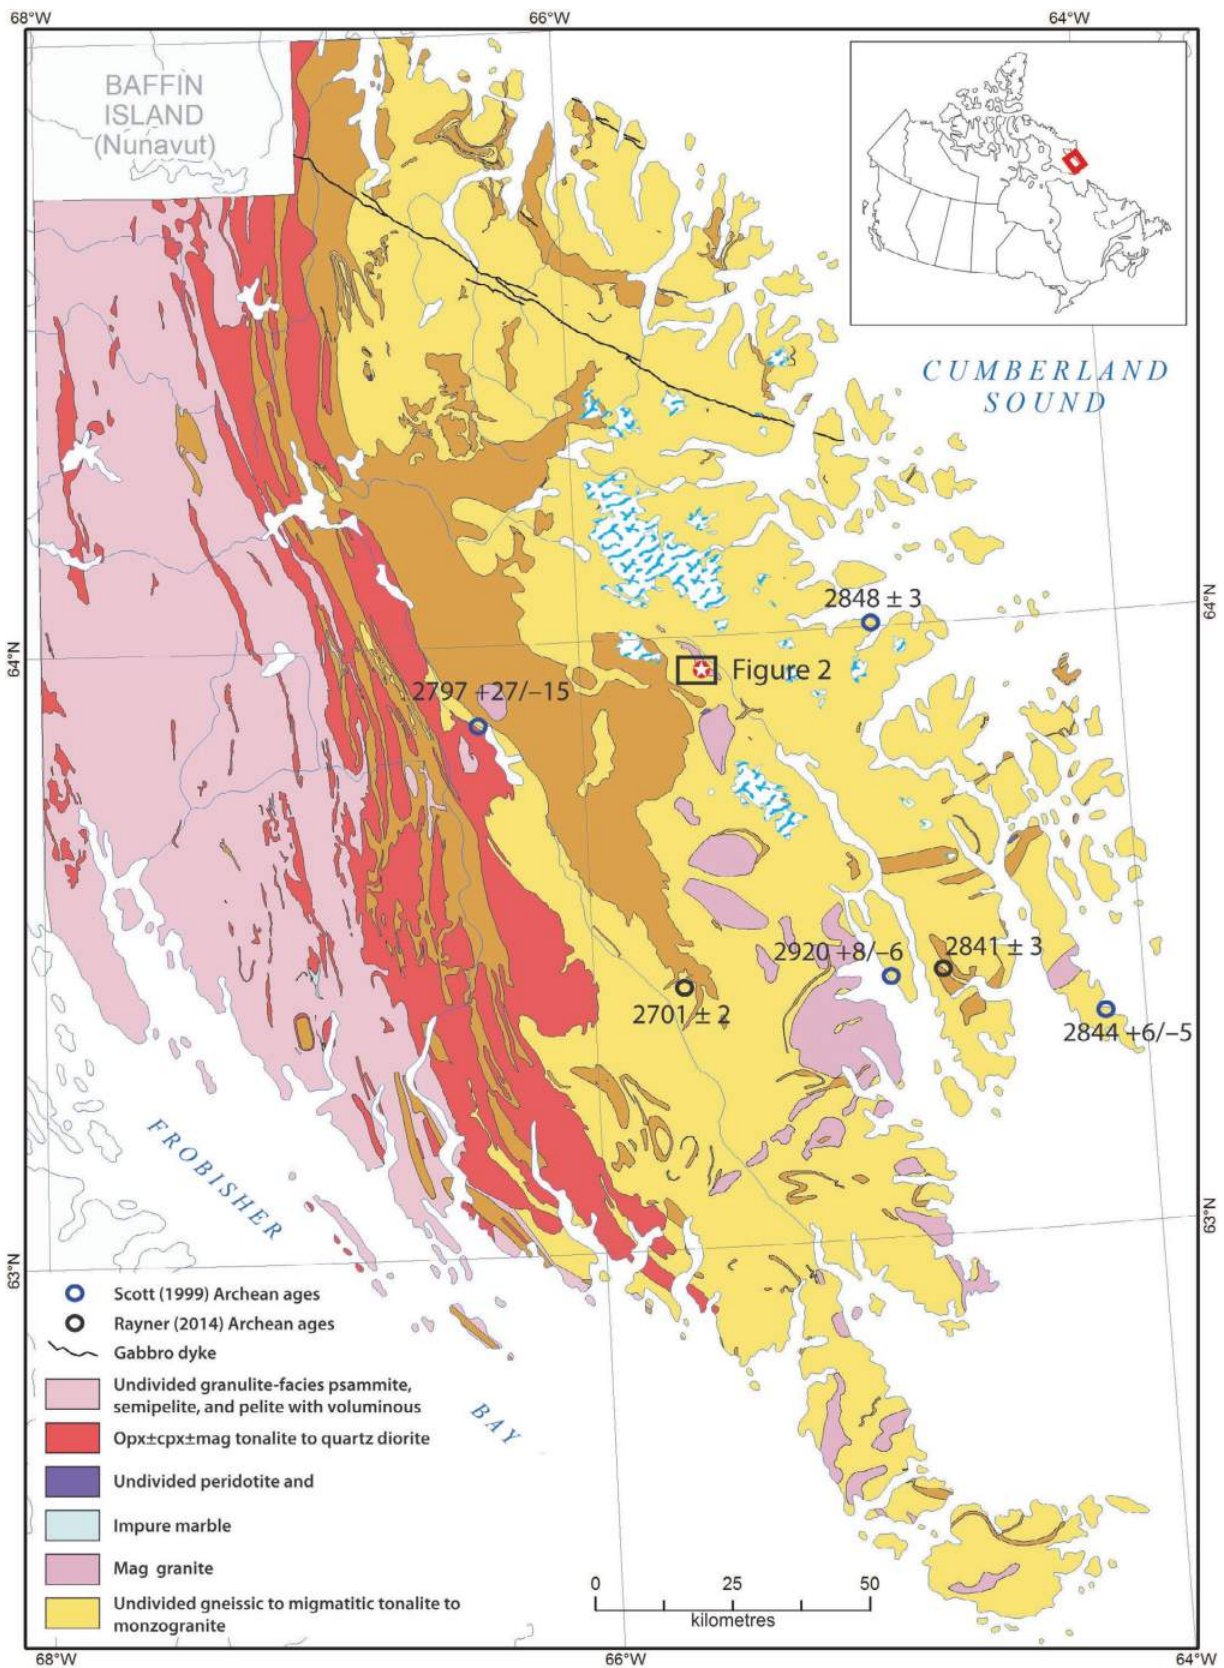 68°W
66°W
64°W
BAFFIN
ISLAND
(Nunavut)
CUMBERLAND
SOUND
2848 ± 3
64°N
64°N
Figure 2
2797 +27/–15
2920 +8/–6
2841 ± 3
2701 ± 2
2844 +6/–5
FROBISHER
63°N
63°N
Scott (1999) Archean ages
Rayner (2014) Archean ages
Gabbro dyke
Undivided granulite-facies psammite,
semipelite, and pelite with voluminous
BAY
Opx±cpx±mag tonalite to quartz diorite
Undivided peridotite and
Impure marble
Mag granite
Undivided gneissic to migmatitic tonalite to
monzogranite
0 25 50
kilometres
68°W
66°W
64°W